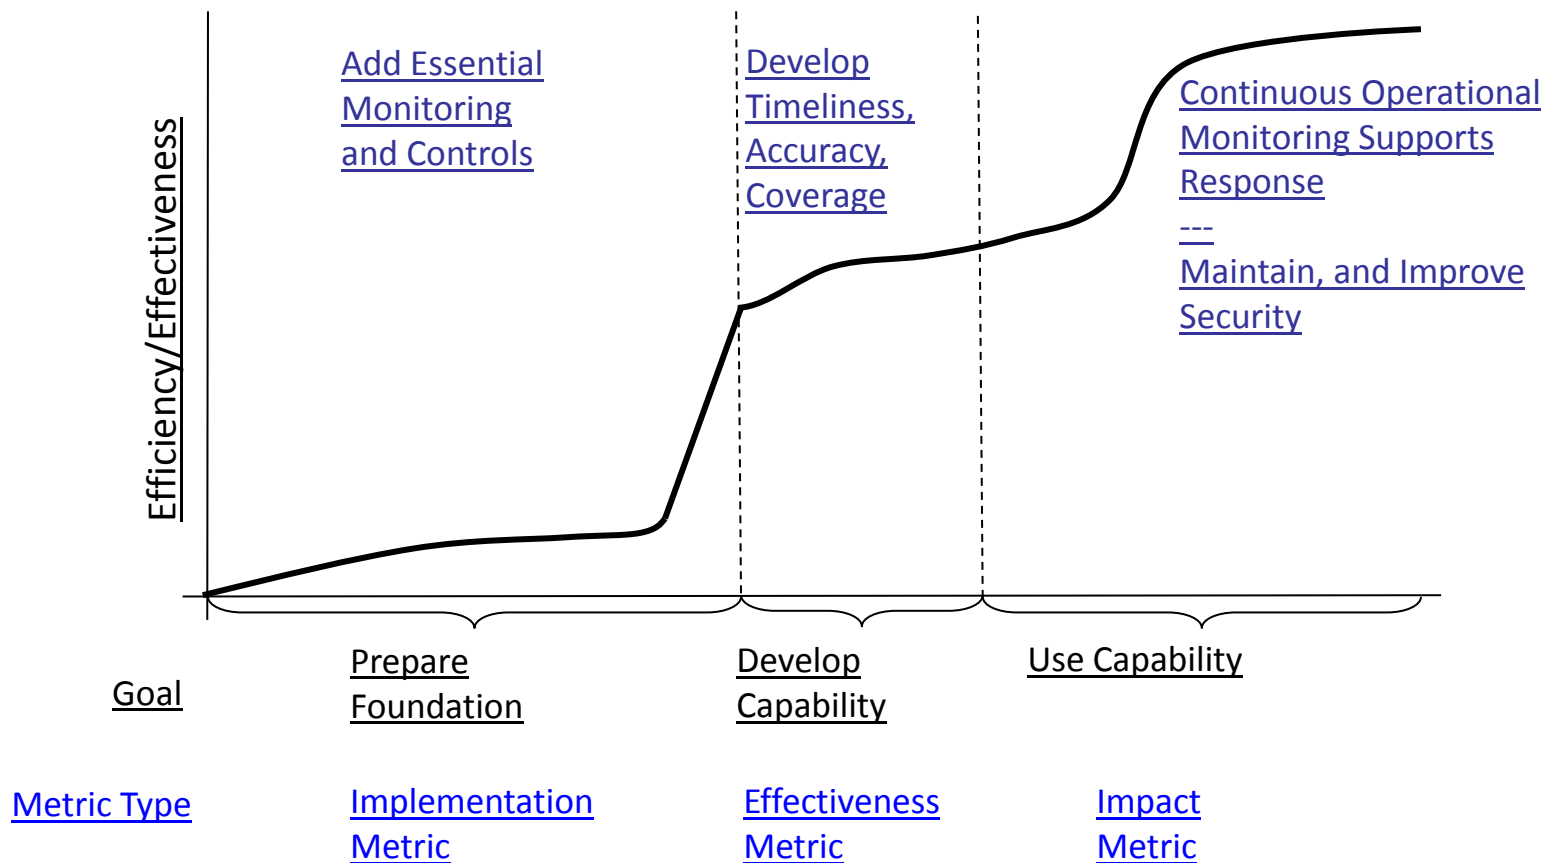 Add Essential
Monitoring
and Controls
Develop
Timeliness,
Accuracy,
Coverage
Continuous Operational
Monitoring Supports
Response
---
Maintain, and Improve
Security
Efficiency/Effectiveness
Goal
Prepare
Foundation
Develop
Capability
Use Capability
Metric Type
Implementation
Metric
Effectiveness
Metric
Impact
Metric